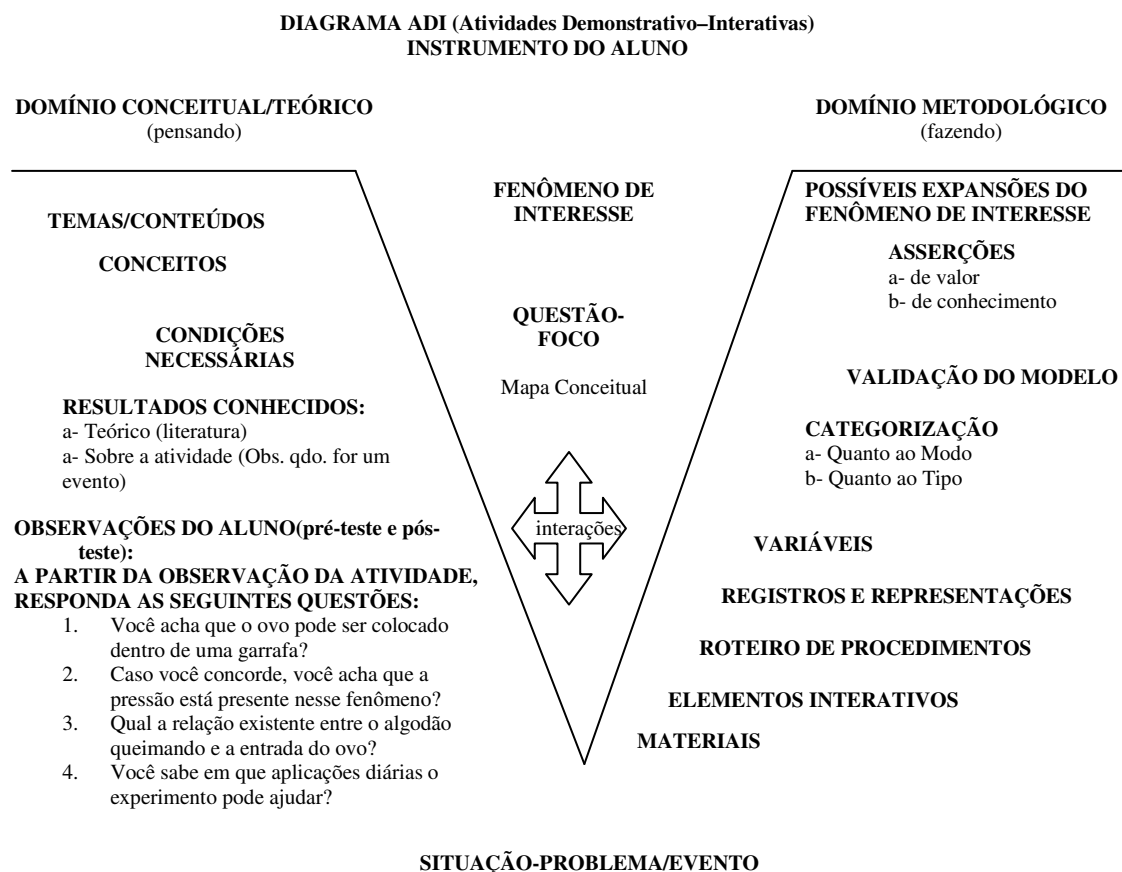 DIAGRAMA ADI (Atividades Demonstrativo–Interativas)
INSTRUMENTO DO ALUNO
DOMÍNIO CONCEITUAL/TEÓRICO
(pensando)
TEMAS/CONTEÚDOS
CONCEITOS
CONDIÇÕES
NECESSÁRIAS
RESULTADOS CONHECIDOS:
a- Teórico (literatura)
a- Sobre a atividade (Obs. qdo. for um
evento)
OBSERVAÇÕES DO ALUNO(pré-teste e pós-
teste):
A PARTIR DA OBSERVAÇÃO DA ATIVIDADE,
RESPONDA AS SEGUINTES QUESTÕES:
1. Você acha que o ovo pode ser colocado
dentro de uma garrafa?
2. Caso você concorde, você acha que a
pressão está presente nesse fenômeno?
3. Qual a relação existente entre o algodão
queimando e a entrada do ovo?
4. Você sabe em que aplicações diárias o
experimento pode ajudar?
FENÔMENO DE
INTERESSE
QUESTÃO-
FOCO
Mapa Conceitual
interações
DOMÍNIO METODOLÓGICO
(fazendo)
POSSÍVEIS EXPANSÕES DO
FENÔMENO DE INTERESSE
ASSERÇÕES
a- de valor
b- de conhecimento
VALIDAÇÃO DO MODELO
CATEGORIZAÇÃO
a- Quanto ao Modo
b- Quanto ao Tipo
VARIÁVEIS
REGISTROS E REPRESENTAÇÕES
ROTEIRO DE PROCEDIMENTOS
ELEMENTOS INTERATIVOS
MATERIAIS
SITUAÇÃO-PROBLEMA/EVENTO